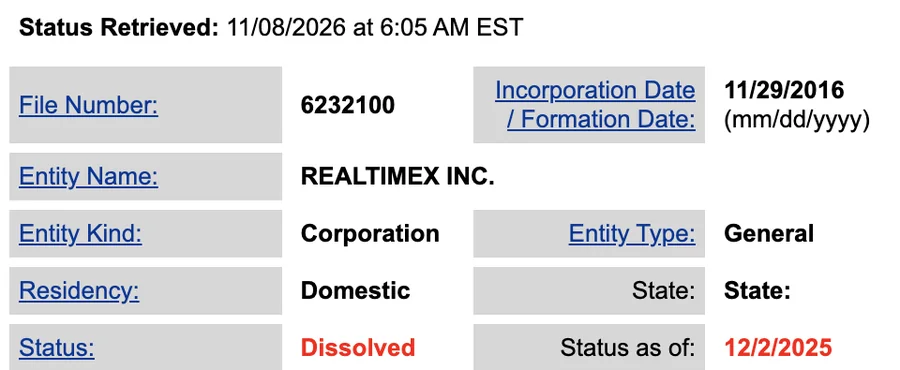 Status Retrieved: 11/08/2026 at 6:05 AM EST
File Number: 6232100 Incorporation Date 11/29/2016
/ Formation Date: (mm/dd/yyyy)
Entity Name: REALTIMEX INC.
Entity Kind: Corporation Entity Type: General
Residency: Domestic State: State:
Status: Dissolved Status as of: 12/2/2025